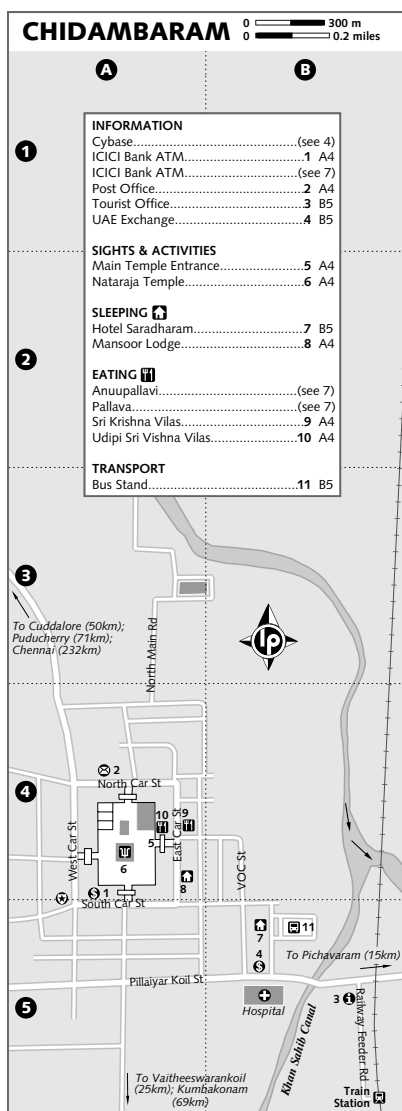 CHIDAMBARAM
0 300 m
0 0.2 miles
A B
1
INFORMATION
Cybase.......................................(see 4)
ICICI Bank ATM..........................1 A4
ICICI Bank ATM..........................(see 7)
Post Office.................................2 A4
Tourist Office.............................3 B5
UAE Exchange...........................4 B5
SIGHTS & ACTIVITIES
Main Temple Entrance................5 A4
Nataraja Temple.........................6 A4
SLEEPING
Hotel Saradharam.......................7 B5
Mansoor Lodge..........................8 A4
2
EATING
Anuupallavi................................(see 7)
Pallava.......................................(see 7)
Sri Krishna Vilas.........................9 A4
Udipi Sri Vishna Vilas.................10 A4
TRANSPORT
Bus Stand..................................11 B5
3
To Cuddalore (50km);
Puducherry (71km);
Chennai (232km)
North Main Rd
lp
4
2
North Car St
West Car St
10 9
5
East Car St
6
8
VOC St
1
South Car St
7
11
4
To Pichavaram (15km)
Pillaiyar Koil St
5
Hospital
3
Khan Sahib Canal
Railway Feeder Rd
To Vaitheeswarankoil
(25km); Kumbakonam
(69km)
Train
Station